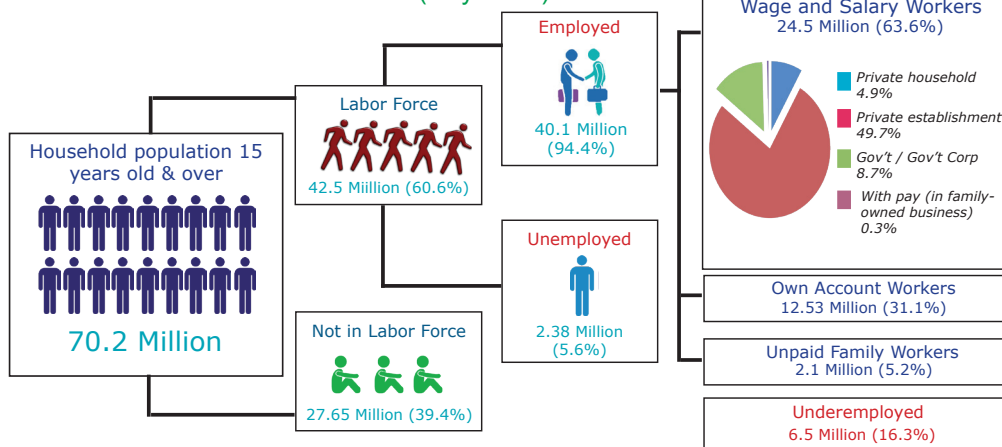 Household population 15
years old & over
70.2 Million
Labor Force
42.5 Miillion (60.6%)
Not in Labor Force
27.65 Million (39.4%)
Employed
40.1 Million
(94.4%)
Unemployed
2.38 Million
(5.6%)
Wage and Salary Workers
24.5 Million (63.6%)
Private household
4.9%
Private establishment
49.7%
Gov't / Gov't Corp
8.7%
With pay (in family-
owned business)
0.3%
Own Account Workers
12.53 Million (31.1%)
Unpaid Family Workers
2.1 Million (5.2%)
Underemployed
6.5 Million (16.3%)